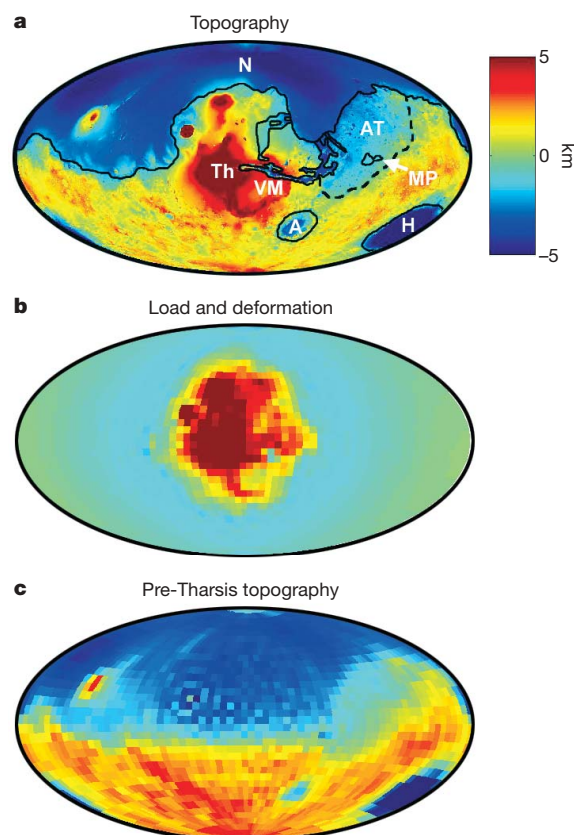 a
Topography
N
AT
Th
VM
MP
A
H
5
0
km
–5
b
Load and deformation
c
Pre-Tharsis topography